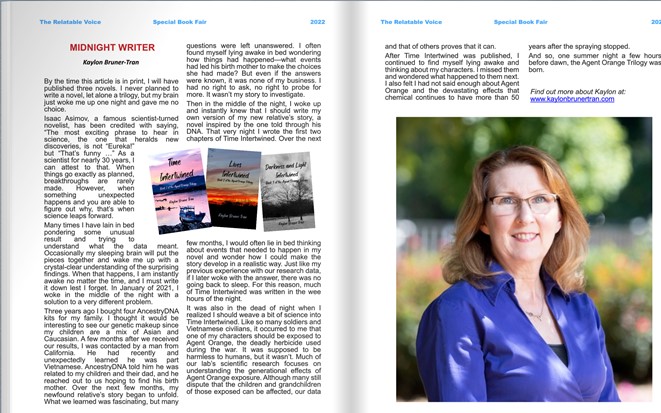 The Relatable Voice
Special Book Fair
2022
MIDNIGHT WRITER
Kaylon Bruner-Tran
By the time this article is in print, I will have
published three novels. I never planned
to write a novel, let alone a trilogy, but my brain
just woke me up one night and gave me no
choice.
Isaac Asimov, a famous scientist-turned
novelist, has been credited with saying,
"The most exciting phrase to hear in
science, the one that heralds new
discoveries, is not "Eureka!"
but "That's funny …" As a
scientist for nearly 30 years, I
can attest to that. When
things go exactly as planned,
breakthroughs are rarely
made. However, when
something unexpected
happens and you are able to
figure out why, that's when
science leaps forward.
Many times I have lain in bed
pondering some unusual
result and trying to
understand what the data meant.
Occasionally my sleeping brain will put the
pieces together and wake me up with a
crystal-clear understanding of the surprising
findings. When that happens, I am instantly
awake no matter the time, and I must write
it down lest I forget. In January of 2021, I
woke in the middle of the night with a
solution to a very different problem.
Three years ago I bought four AncestryDNA
kits for my family. I thought it would be
interesting to see our genetic makeup since
my children are a mix of Asian and
Caucasian. A few months after we received
our results, I was contacted by a man from
California. He had recently and
unexpectedly learned he was part
Vietnamese. AncestryDNA told him he was
related to my children and their dad, and he
reached out to us hoping to find his birth
mother. Over the next few months, my
newfound relative's story began to unfold.
What we learned was fascinating, but many
questions were left unanswered. I often
found myself lying awake in bed wondering
how things had happened—what events
had led his birth mother to make the choices
she had made? But even if the answers
were known, it was none of my business. I
had no right to ask, no right to probe for
more. It wasn't my story to investigate.
Then in the middle of the night, I woke up
and instantly knew that I should write my
own version of my new relative's story, a
novel inspired by the one told through his
DNA. That very night I wrote the first two
chapters of Time Intertwined. Over the next
Time
Intertwined
Kaylon Bruner Tran
Lives
Intertwined
Kaylon Bruner Tran
Darkness and Light
Intertwined
Kaylon Bruner Tran
few months, I would often lie in bed thinking
about events that needed to happen in my
novel and wonder how I could make the
story develop in a realistic way. Just like my
previous experience with our research data,
if I later woke with the answer, there was no
going back to sleep. For this reason, much
of Time Intertwined was written in the wee
hours of the night.
It was also in the dead of night when I
realized I should weave a bit of science into
Time Intertwined. Like so many soldiers and
Vietnamese civilians, it occurred to me that
one of my characters should be exposed to
Agent Orange, the deadly herbicide used
during the war. It was supposed to be
harmless to humans, but it wasn't. Much of
our lab's scientific research focuses on
understanding the generational effects of
Agent Orange exposure. Although many still
dispute that the children and grandchildren
of those exposed can be affected, our data
The Relatable Voice
Special Book Fair
202
and that of others proves that it can.
After Time Intertwined was published, I
continued to find myself lying awake and
thinking about my characters. I missed them
and wondered what happened to them next.
I also felt I had not said enough about Agent
Orange and the devastating effects that
chemical continues to have more than 50
years after the spraying stopped.
And so, one summer night a few hours
before dawn, the Agent Orange Trilogy was
born.
Find out more about Kaylon at:
www.kaylonbrunertran.com